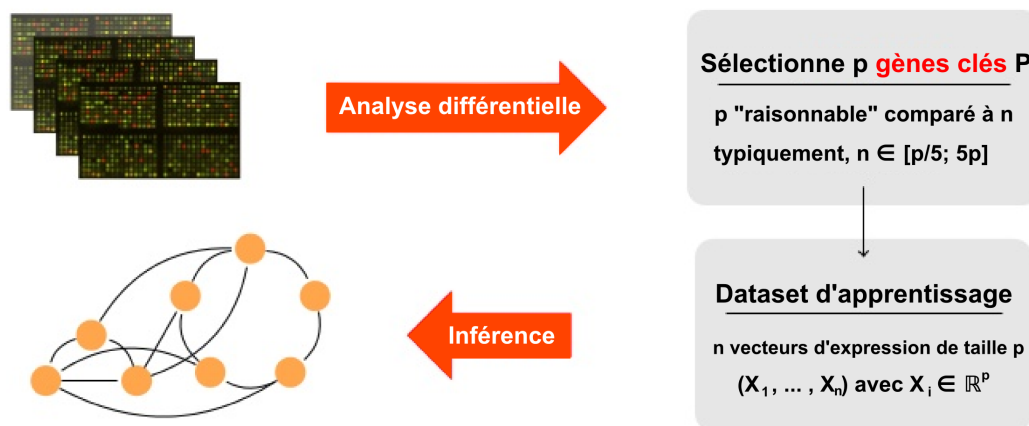 Analyse différentielle
Sélectionne p gènes clés P
p "raisonnable" comparé à n
typiquement, n ∈ [p/5; 5p]
Dataset d'apprentissage
n vecteurs d'expression de taille p
(X₁, ... , Xₙ) avec Xᵢ ∈ ℝᵖ
Inférence